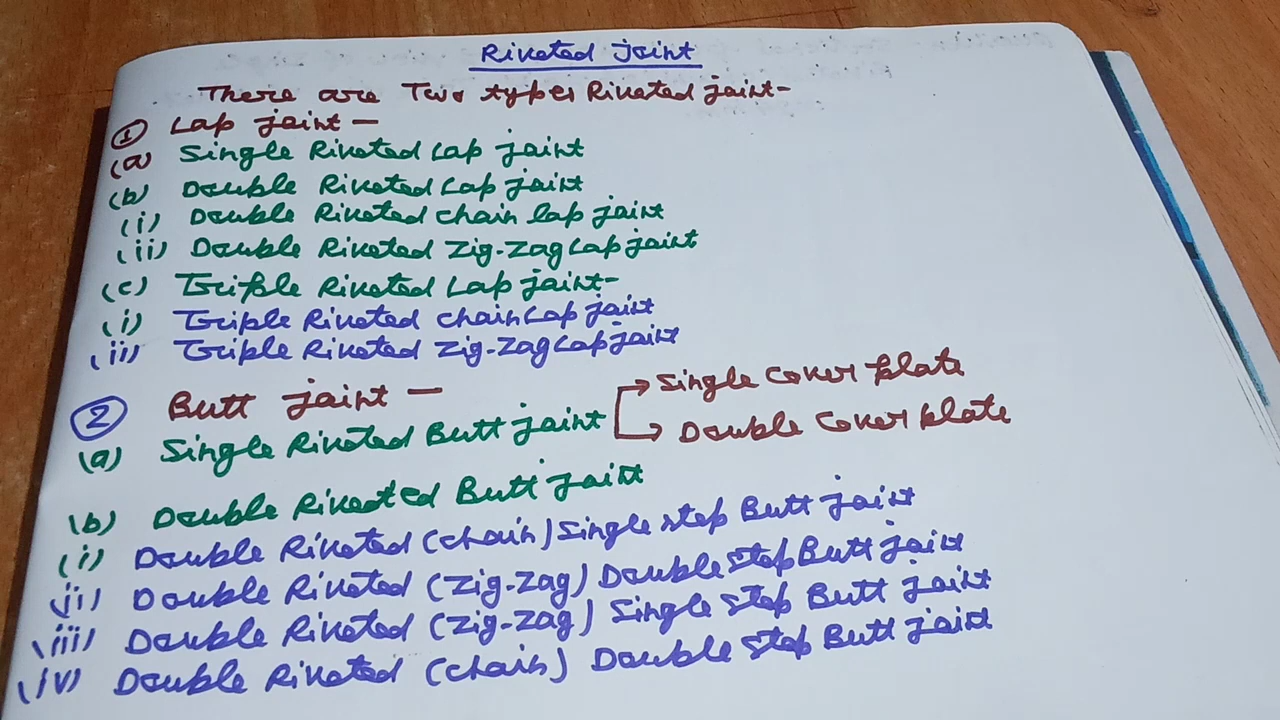 Riveted joint
There are Two types Riveted joint-
① Lap joint —
(a) Single Riveted Lap joint
(b) Double Riveted Lap joint
(i) Double Riveted chain lap joint
(ii) Double Riveted Zig-Zag Lap joint
(c) Triple Riveted Lap joint-
(i) Triple Riveted chain Lap joint
(ii) Triple Riveted Zig-Zag Lap joint
② Butt joint —
(a) Single Riveted Butt joint → Single Cover plate
→ Double Cover plate
(b) Double Riveted Butt joint
(i) Double Riveted (chain) Single step Butt joint
(ii) Double Riveted (Zig-Zag) Double step Butt joint
(iii) Double Riveted (Zig-Zag) Single step Butt joint
(iv) Double Riveted (chain) Double step Butt joint